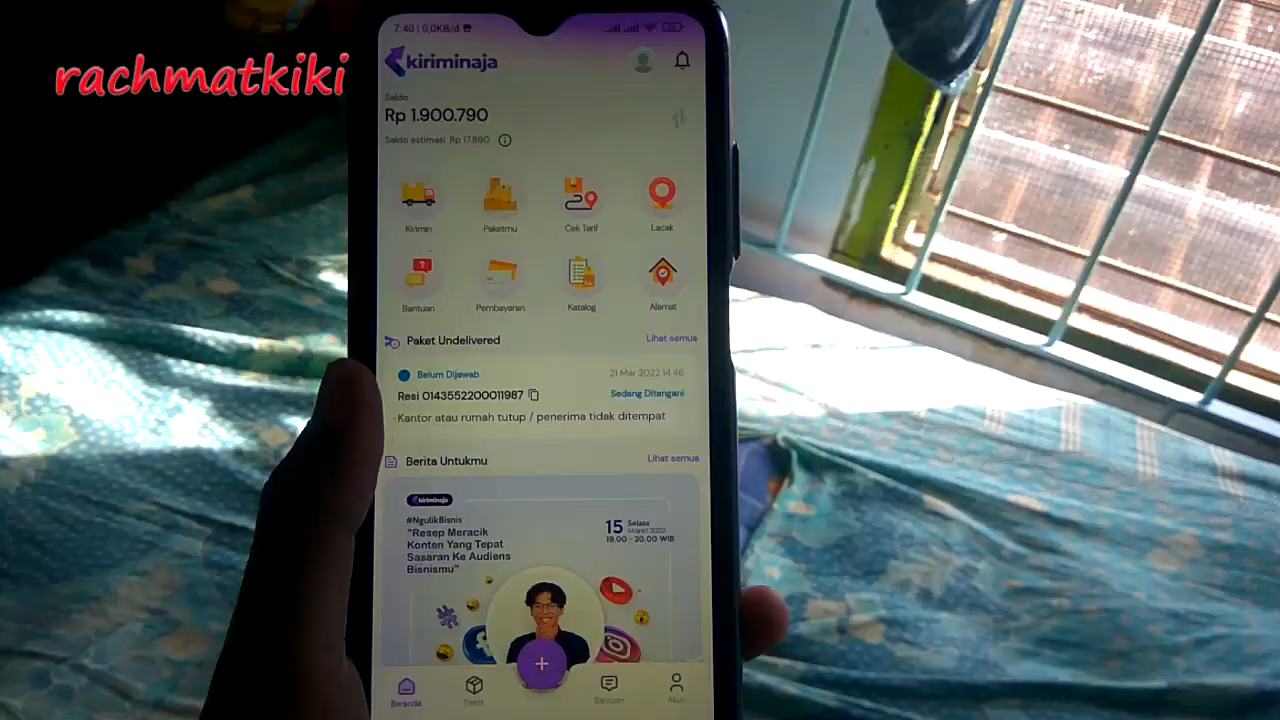 7:40 | 0,0KB/d
rachmatkiki
kiriminaja
Saldo
Rp 1.900.790
Saldo estimasi Rp 17.860
Kirimin Paketmu Cek Tarif Lacak
Bantuan Pembayaran Katalog Alamat
Paket Undelivered Lihat semua
Belum Dijawab 21 Mar 2022 14.46
Resi 0143552200011987 Sedang Ditangani
- Kantor atau rumah tutup / penerima tidak ditempat
Berita Untukmu Lihat semua
kiriminaja
#NgulikBisnis
"Resep Meracik
Konten Yang Tepat
Sasaran Ke Audiens
Bisnismu"
15 Selasa
Maret 2022
19.00 - 20.00 WIB
Beranda Paket Bantuan Akun